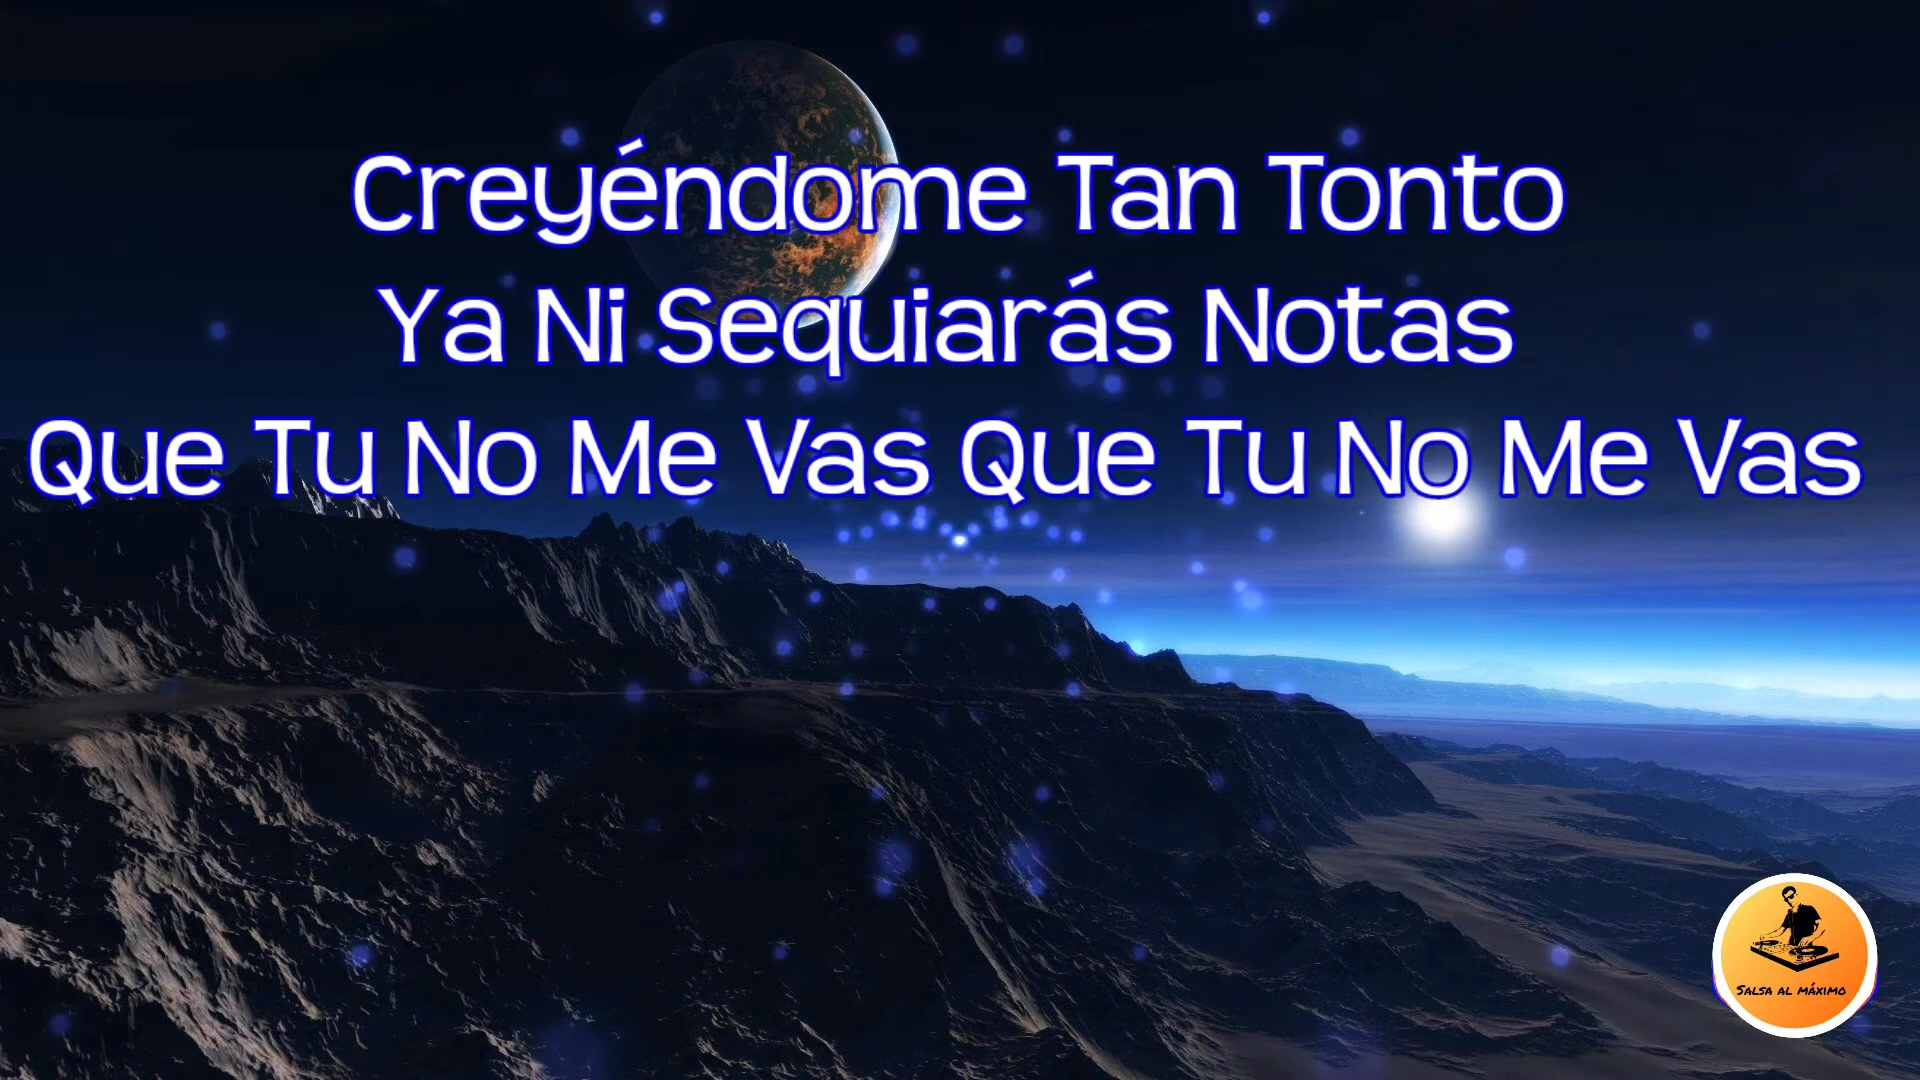 Creyéndome Tan Tonto
Ya Ni Sequiarás Notas
Que Tu No Me Vas Que Tu No Me Vas
Salsa al máximo